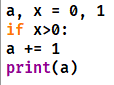 a, x = 0, 1
if x>0:
a += 1
print(a)